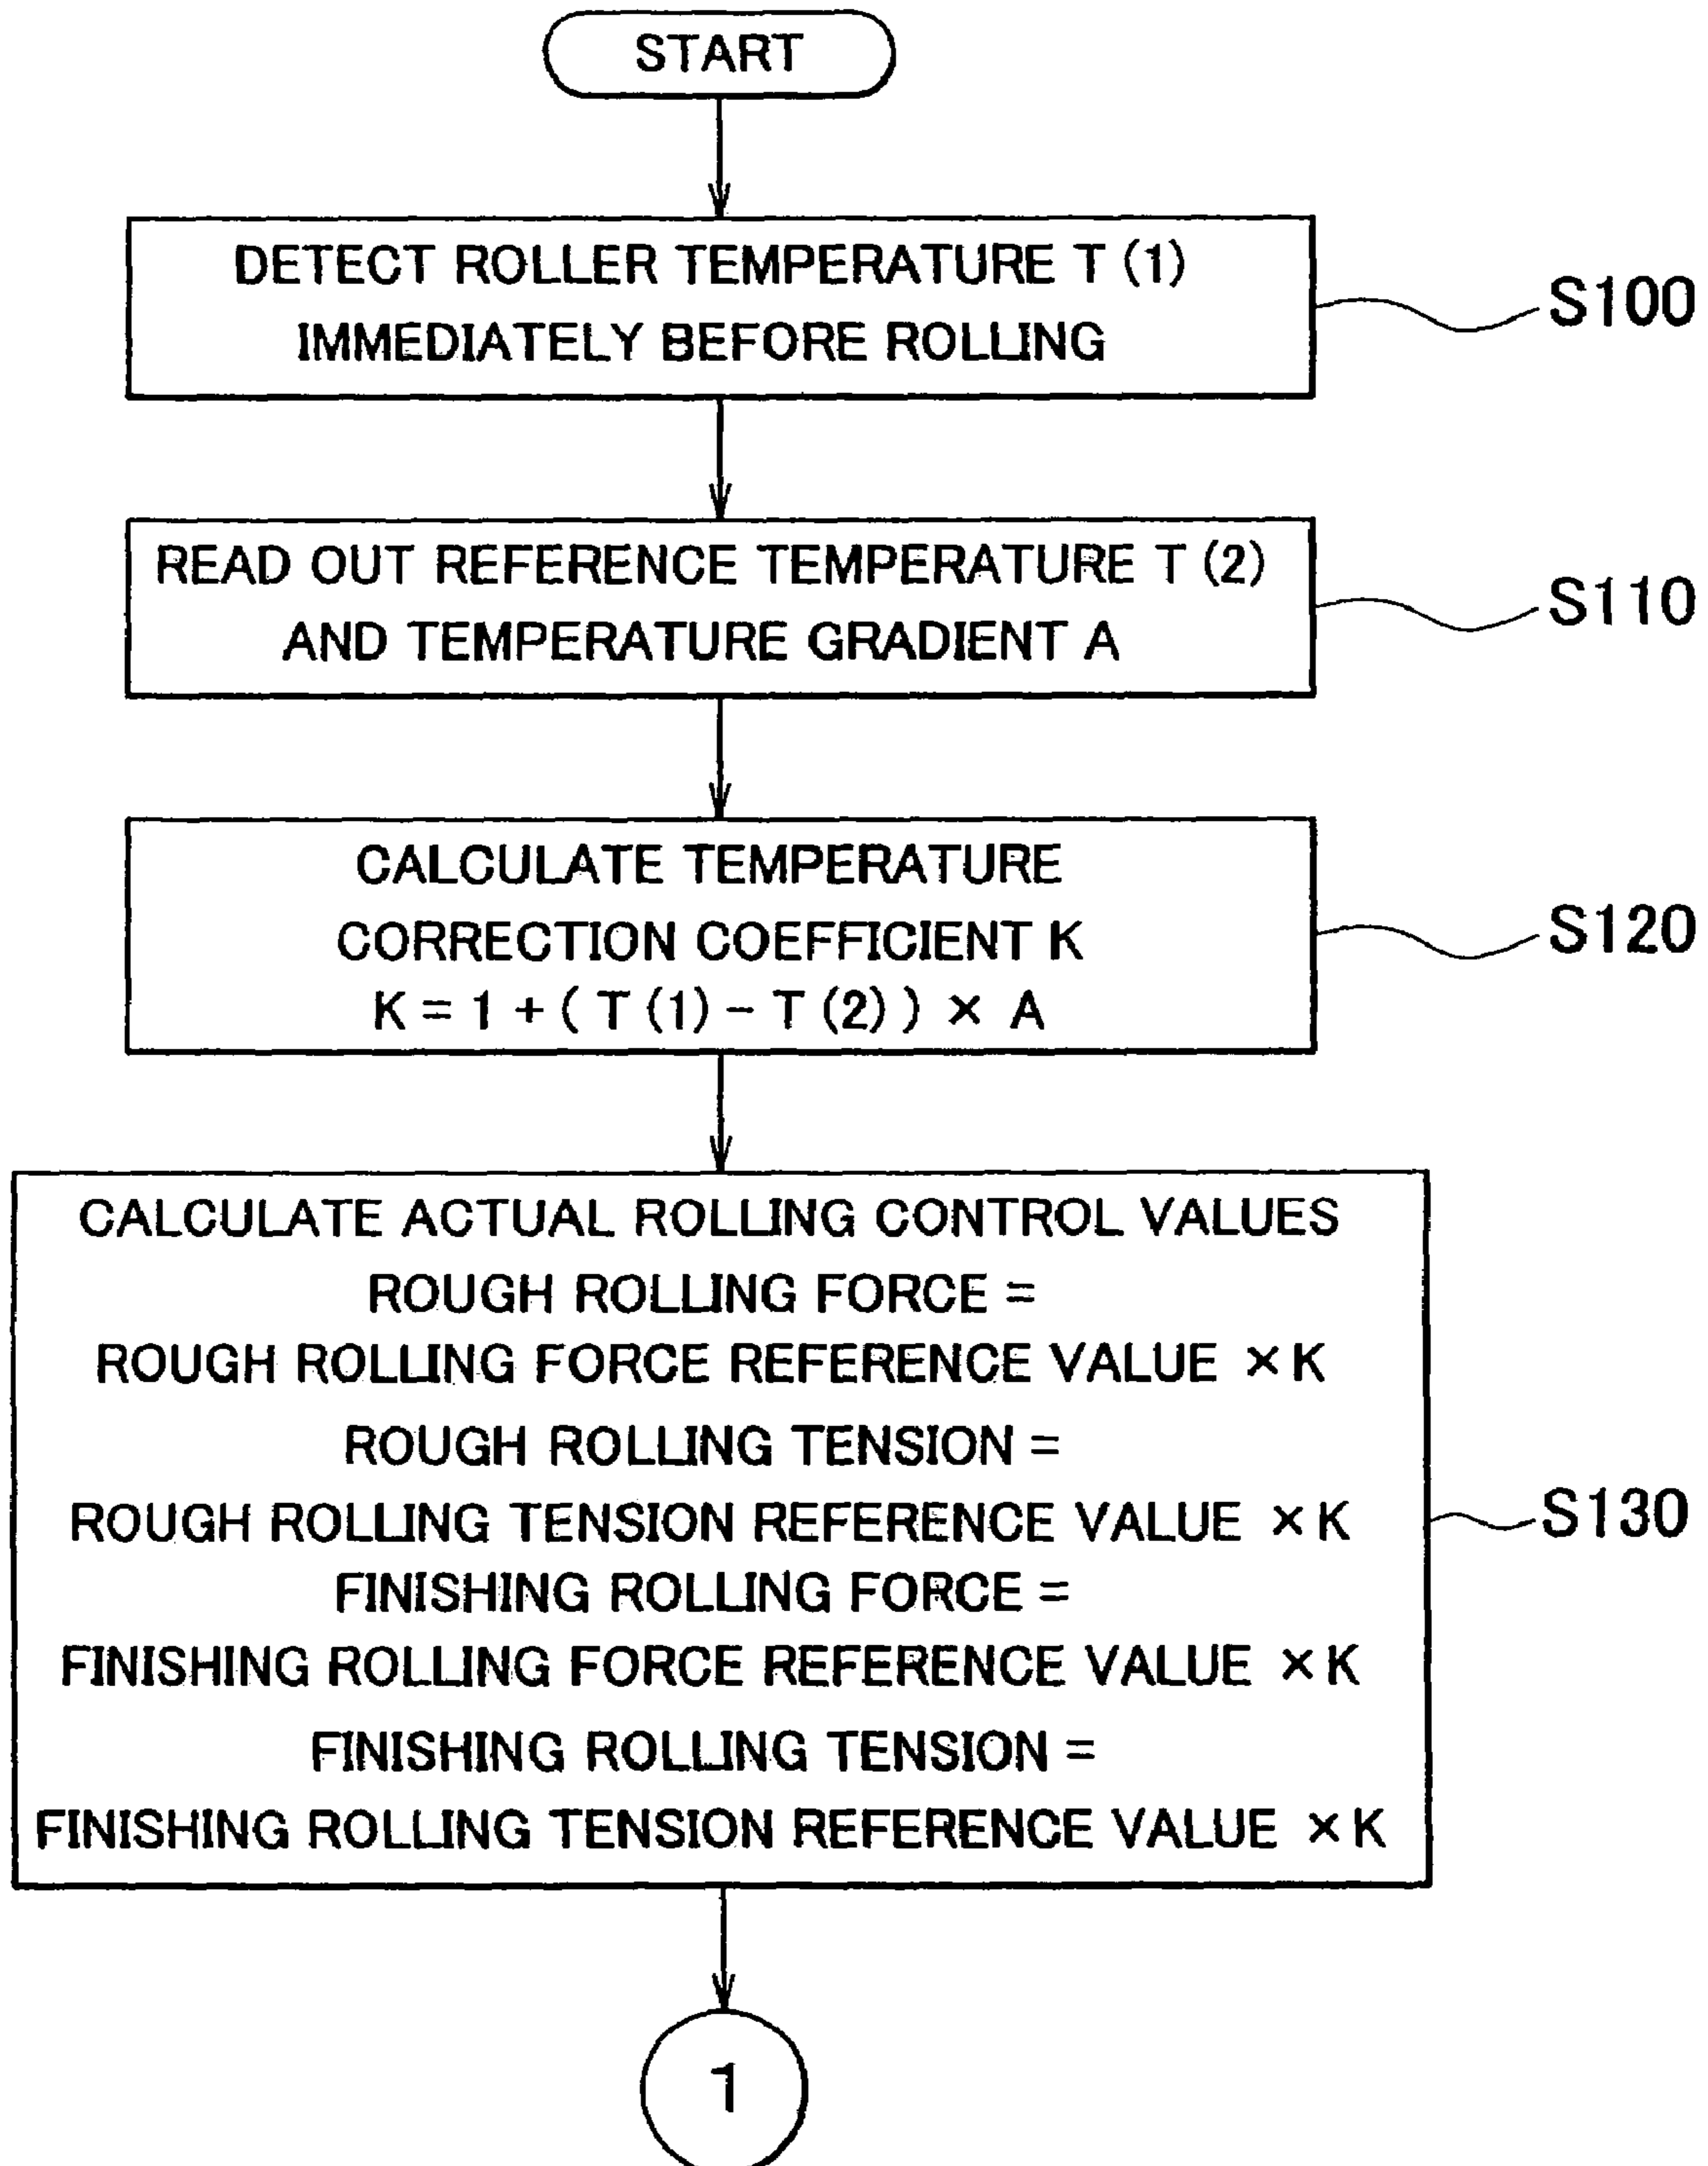 START
DETECT ROLLER TEMPERATURE T (1)
IMMEDIATELY BEFORE ROLLING
S100
READ OUT REFERENCE TEMPERATURE T (2)
AND TEMPERATURE GRADIENT A
S110
CALCULATE TEMPERATURE
CORRECTION COEFFICIENT K
K = 1 + ( T (1) - T (2) ) × A
S120
CALCULATE ACTUAL ROLLING CONTROL VALUES
ROUGH ROLLING FORCE =
ROUGH ROLLING FORCE REFERENCE VALUE × K
ROUGH ROLLING TENSION =
ROUGH ROLLING TENSION REFERENCE VALUE × K
FINISHING ROLLING FORCE =
FINISHING ROLLING FORCE REFERENCE VALUE × K
FINISHING ROLLING TENSION =
FINISHING ROLLING TENSION REFERENCE VALUE × K
S130
1